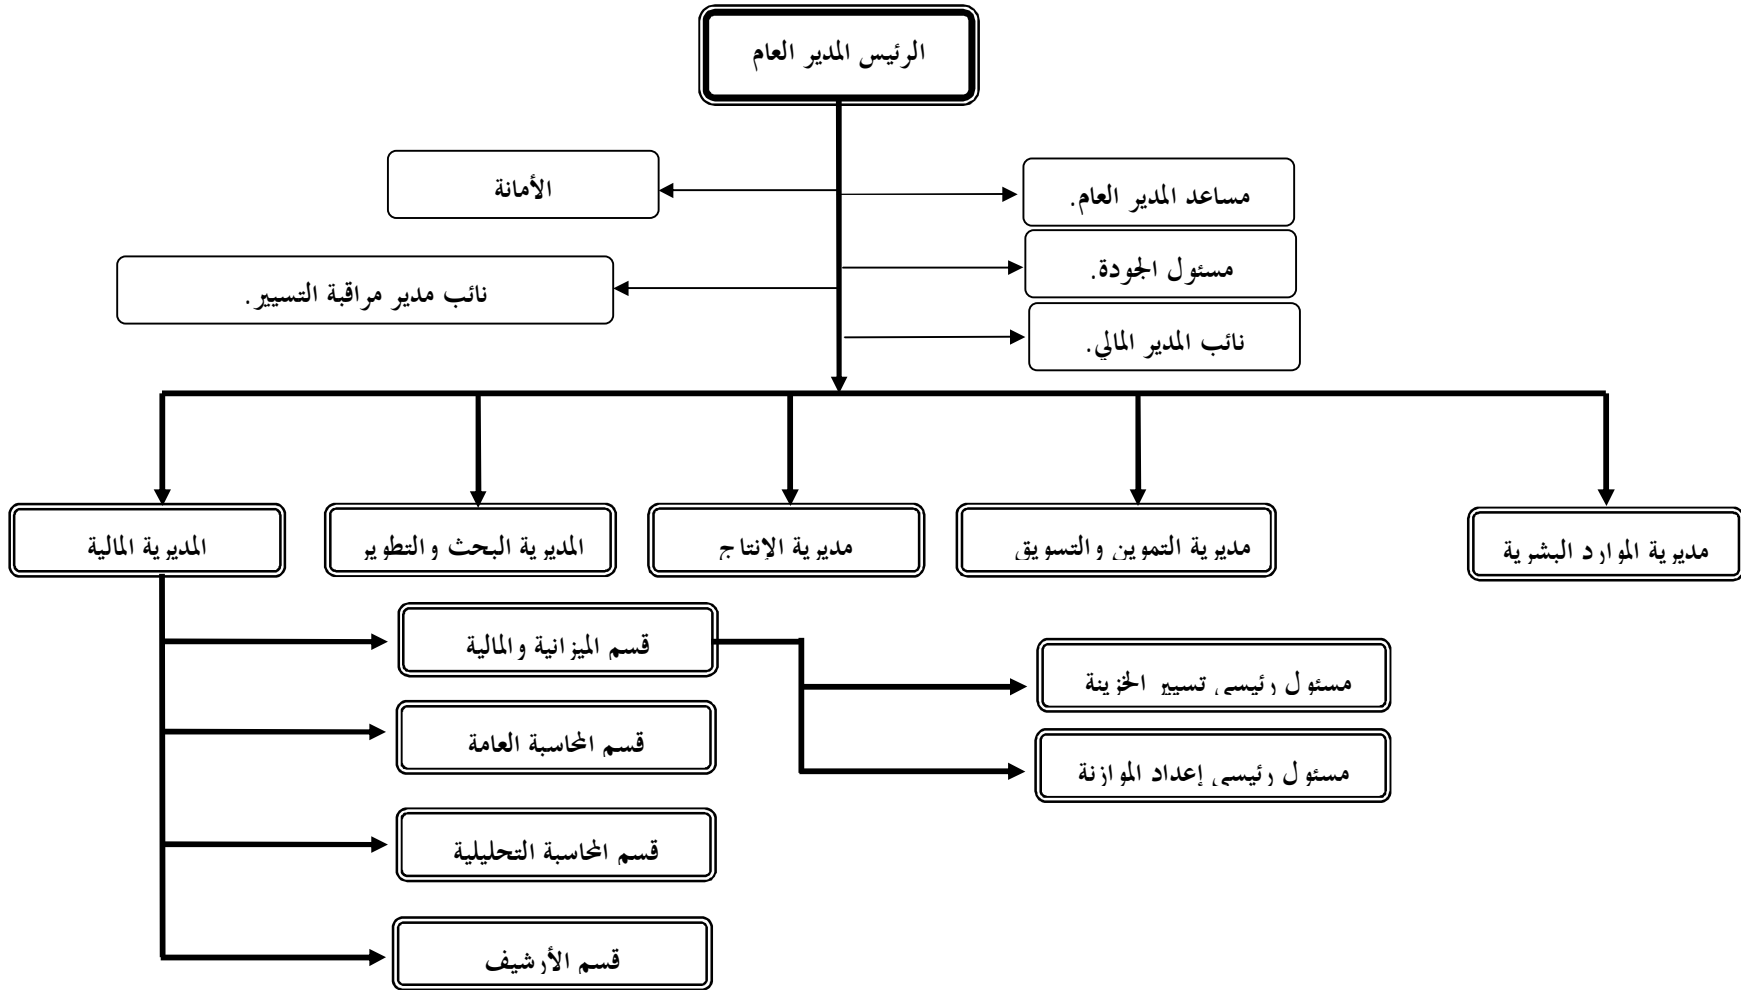 الرئيس المدير العام
مساعد المدير العام.
الأمانة
مسئول الجودة.
نائب مدير مراقبة التسيير.
نائب المدير المالي.
مديرية الموارد البشرية
مديرية التموين والتسويق
مديرية الإنتاج
المديرية البحث والتطوير
المديرية المالية
قسم الميزانية والمالية
مسئول رئيسي تسيير الخزينة
قسم المحاسبة العامة
مسئول رئيسي إعداد الموازنة
قسم المحاسبة التحليلية
قسم الأرشيف